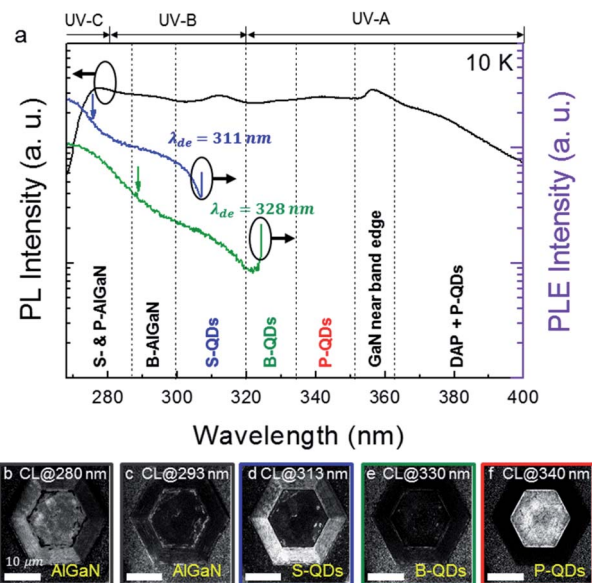 UV-C UV-B UV-A
a
10 K
λde = 311 nm
λde = 328 nm
PL Intensity (a. u.)
PLE Intensity (a. u.)
S- & P-AlGaN
B-AlGaN
S-QDs
B-QDs
P-QDs
GaN near band edge
DAP + P-QDs
280 300 320 340 360 380 400
Wavelength (nm)
b CL@280 nm
10 μm
AlGaN
c CL@293 nm
AlGaN
d CL@313 nm
S-QDs
e CL@330 nm
B-QDs
f CL@340 nm
P-QDs